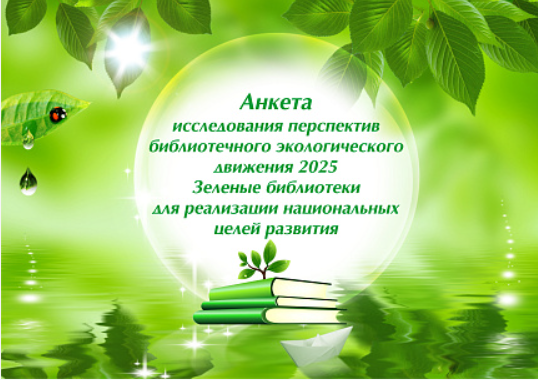 Анкета
исследования перспектив
библиотечного экологического
движения 2025
Зеленые библиотеки
для реализации национальных
целей развития